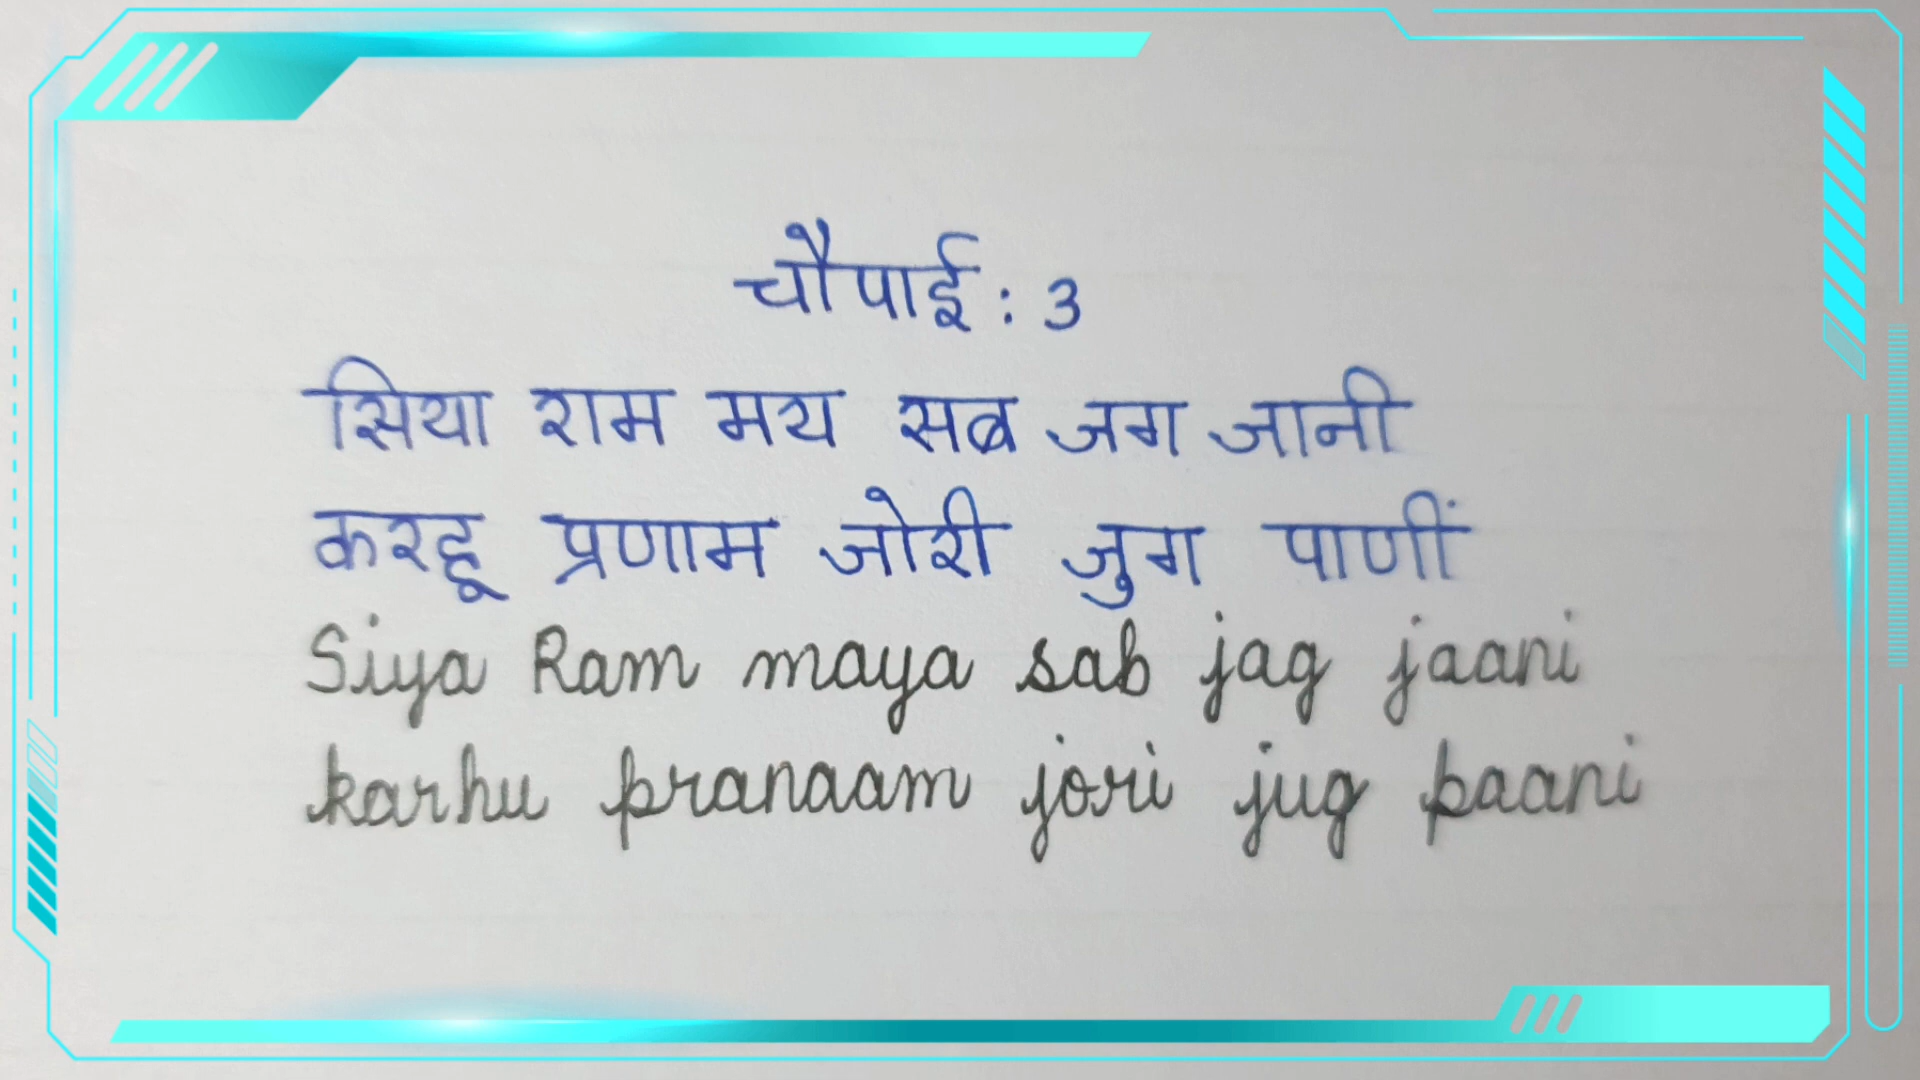 चौपाई : 3
सिया राम मय सब जग जानी
करहू प्रणाम जोरी जुग पाणीं
Siya Ram maya sab jag jaani
karhu pranaam jori jug paani